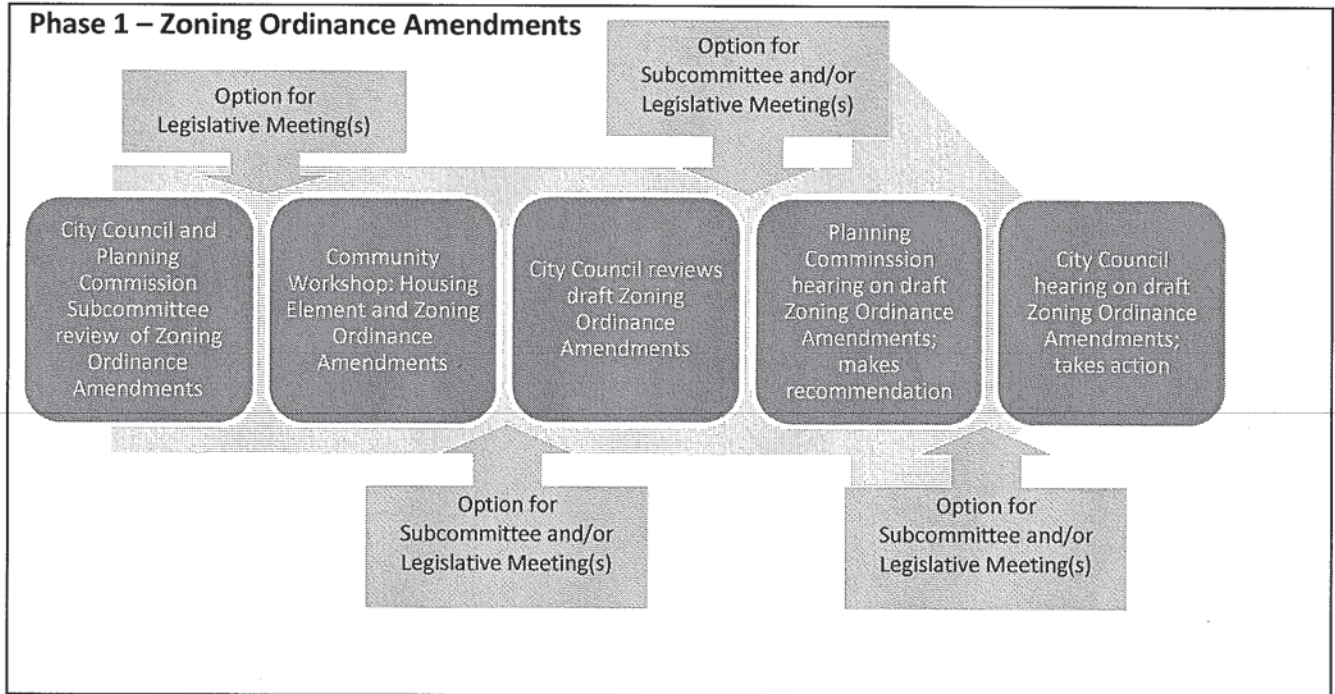 Phase 1 – Zoning Ordinance Amendments
Option for
Legislative Meeting(s)
Option for
Subcommittee and/or
Legislative Meeting(s)
City Council and
Planning
Commission
Subcommittee
review of Zoning
Ordinance
Amendments
Community
Workshop: Housing
Element and Zoning
Ordinance
Amendments
City Council reviews
draft Zoning
Ordinance
Amendments
Planning
Comminssion
hearing on draft
Zoning Ordinance
Amendments;
makes
recommendation
City Council
hearing on draft
Zoning Ordinance
Amendments;
takes action
Option for
Subcommittee and/or
Legislative Meeting(s)
Option for
Subcommittee and/or
Legislative Meeting(s)